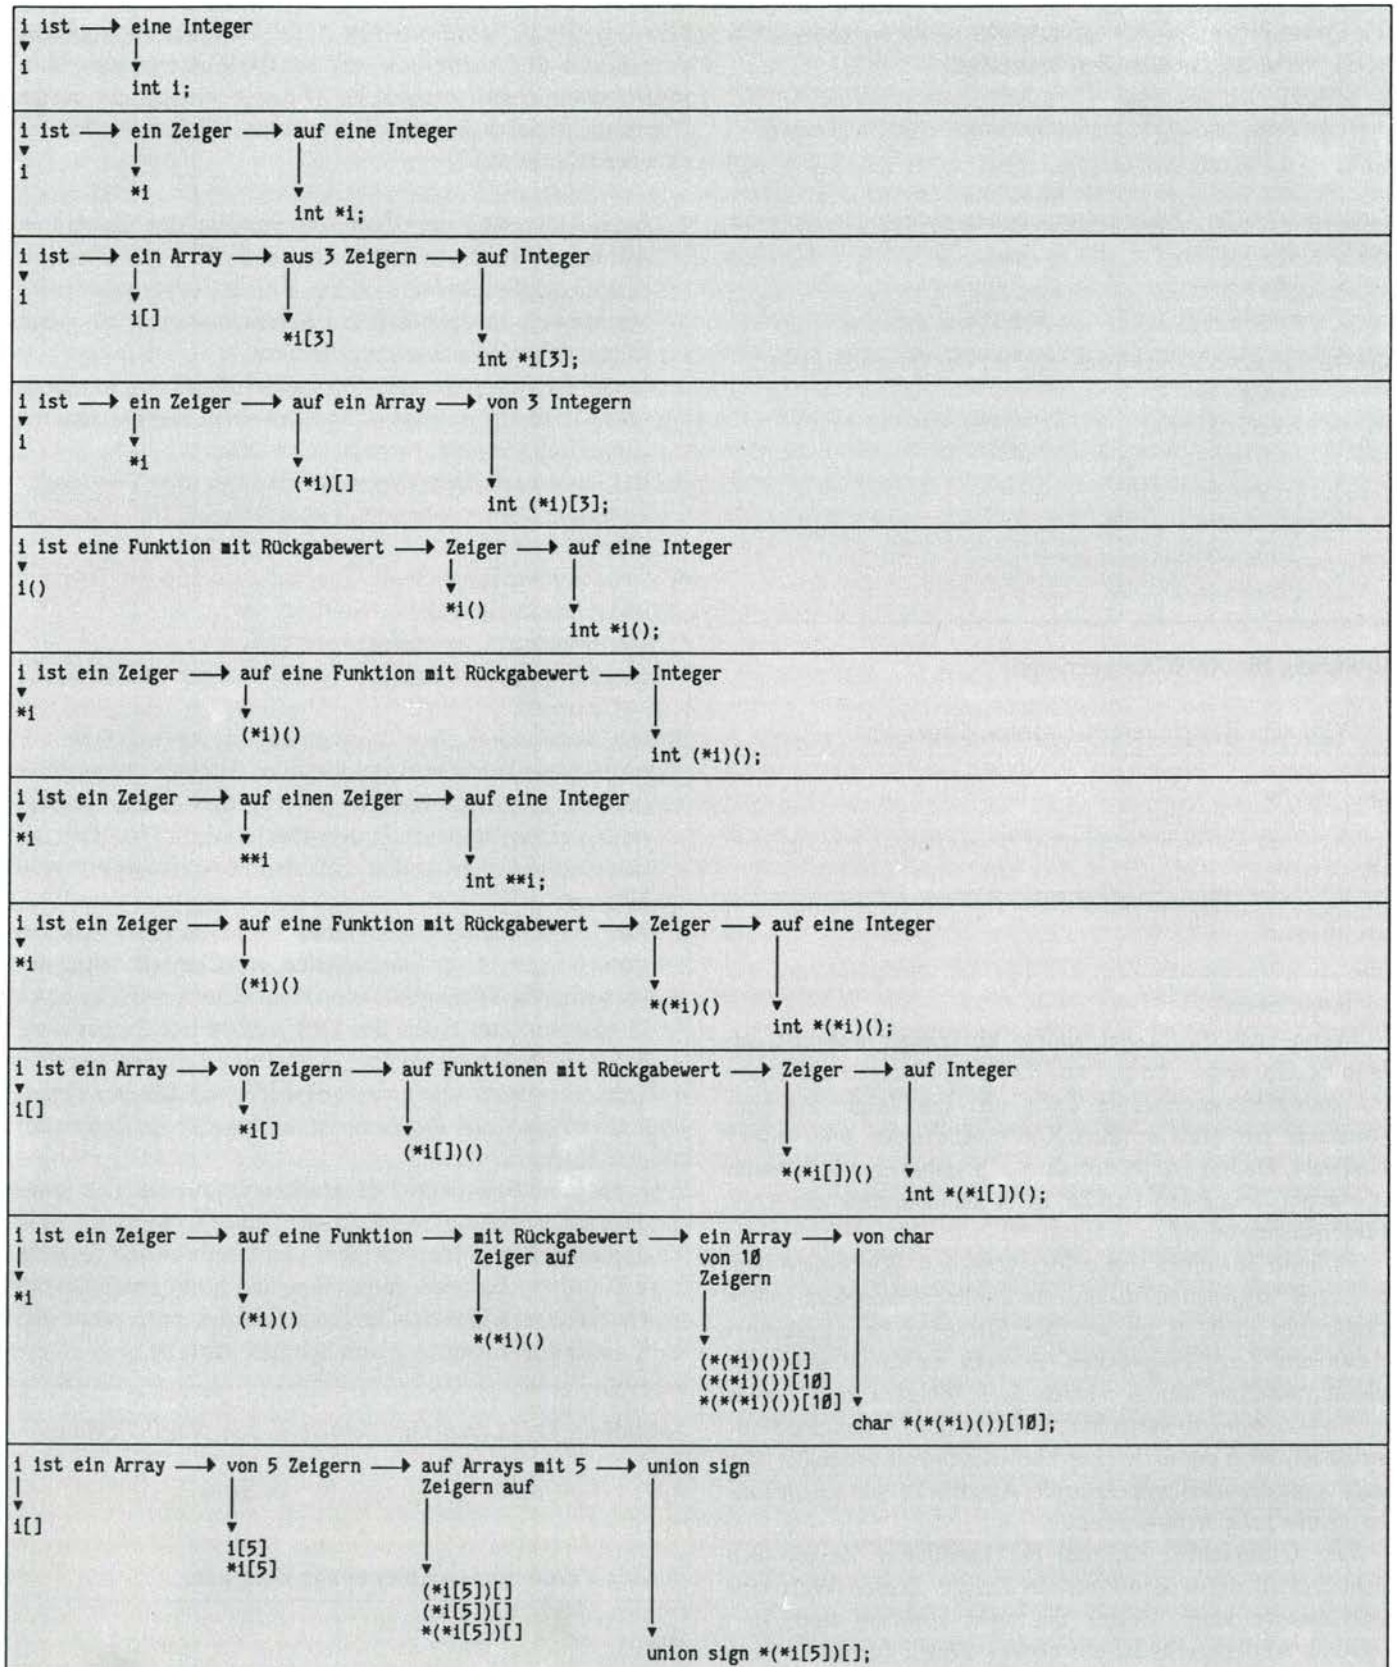 i ist eine Integer
i
int i;
i ist ein Zeiger auf eine Integer
i
*i
int *i;
i ist ein Array aus 3 Zeigern auf Integer
i
i[]
*i[3]
int *i[3];
i ist ein Zeiger auf ein Array von 3 Integern
i
*i
(*i)[]
int (*i)[3];
i ist eine Funktion mit Rückgabewert Zeiger auf eine Integer
i()
*i()
int *i();
i ist ein Zeiger auf eine Funktion mit Rückgabewert Integer
*i
(*i)()
int (*i)();
i ist ein Zeiger auf einen Zeiger auf eine Integer
*i
**i
int **i;
i ist ein Zeiger auf eine Funktion mit Rückgabewert Zeiger auf eine Integer
*i
(*i)()
*(*i)()
int *(*i)();
i ist ein Array von Zeigern auf Funktionen mit Rückgabewert Zeiger auf Integer
i[]
*i[]
(*i[])()
*(*i[])()
int *(*i[])();
i ist ein Zeiger auf eine Funktion mit Rückgabewert ein Array von char
Zeiger auf von 10
Zeigern
*i
(*i)()
*(*i)()
(*(*i)())[]
(*(*i)())[10]
*(*(*i)())[10]
char *(*(*i)())[10];
i ist ein Array von 5 Zeigern auf Arrays mit 5 union sign
Zeigern auf
i[]
i[5]
*i[5]
(*i[5])[]
(*i[5])[]
*(*i[5])[]
union sign *(*i[5])[];